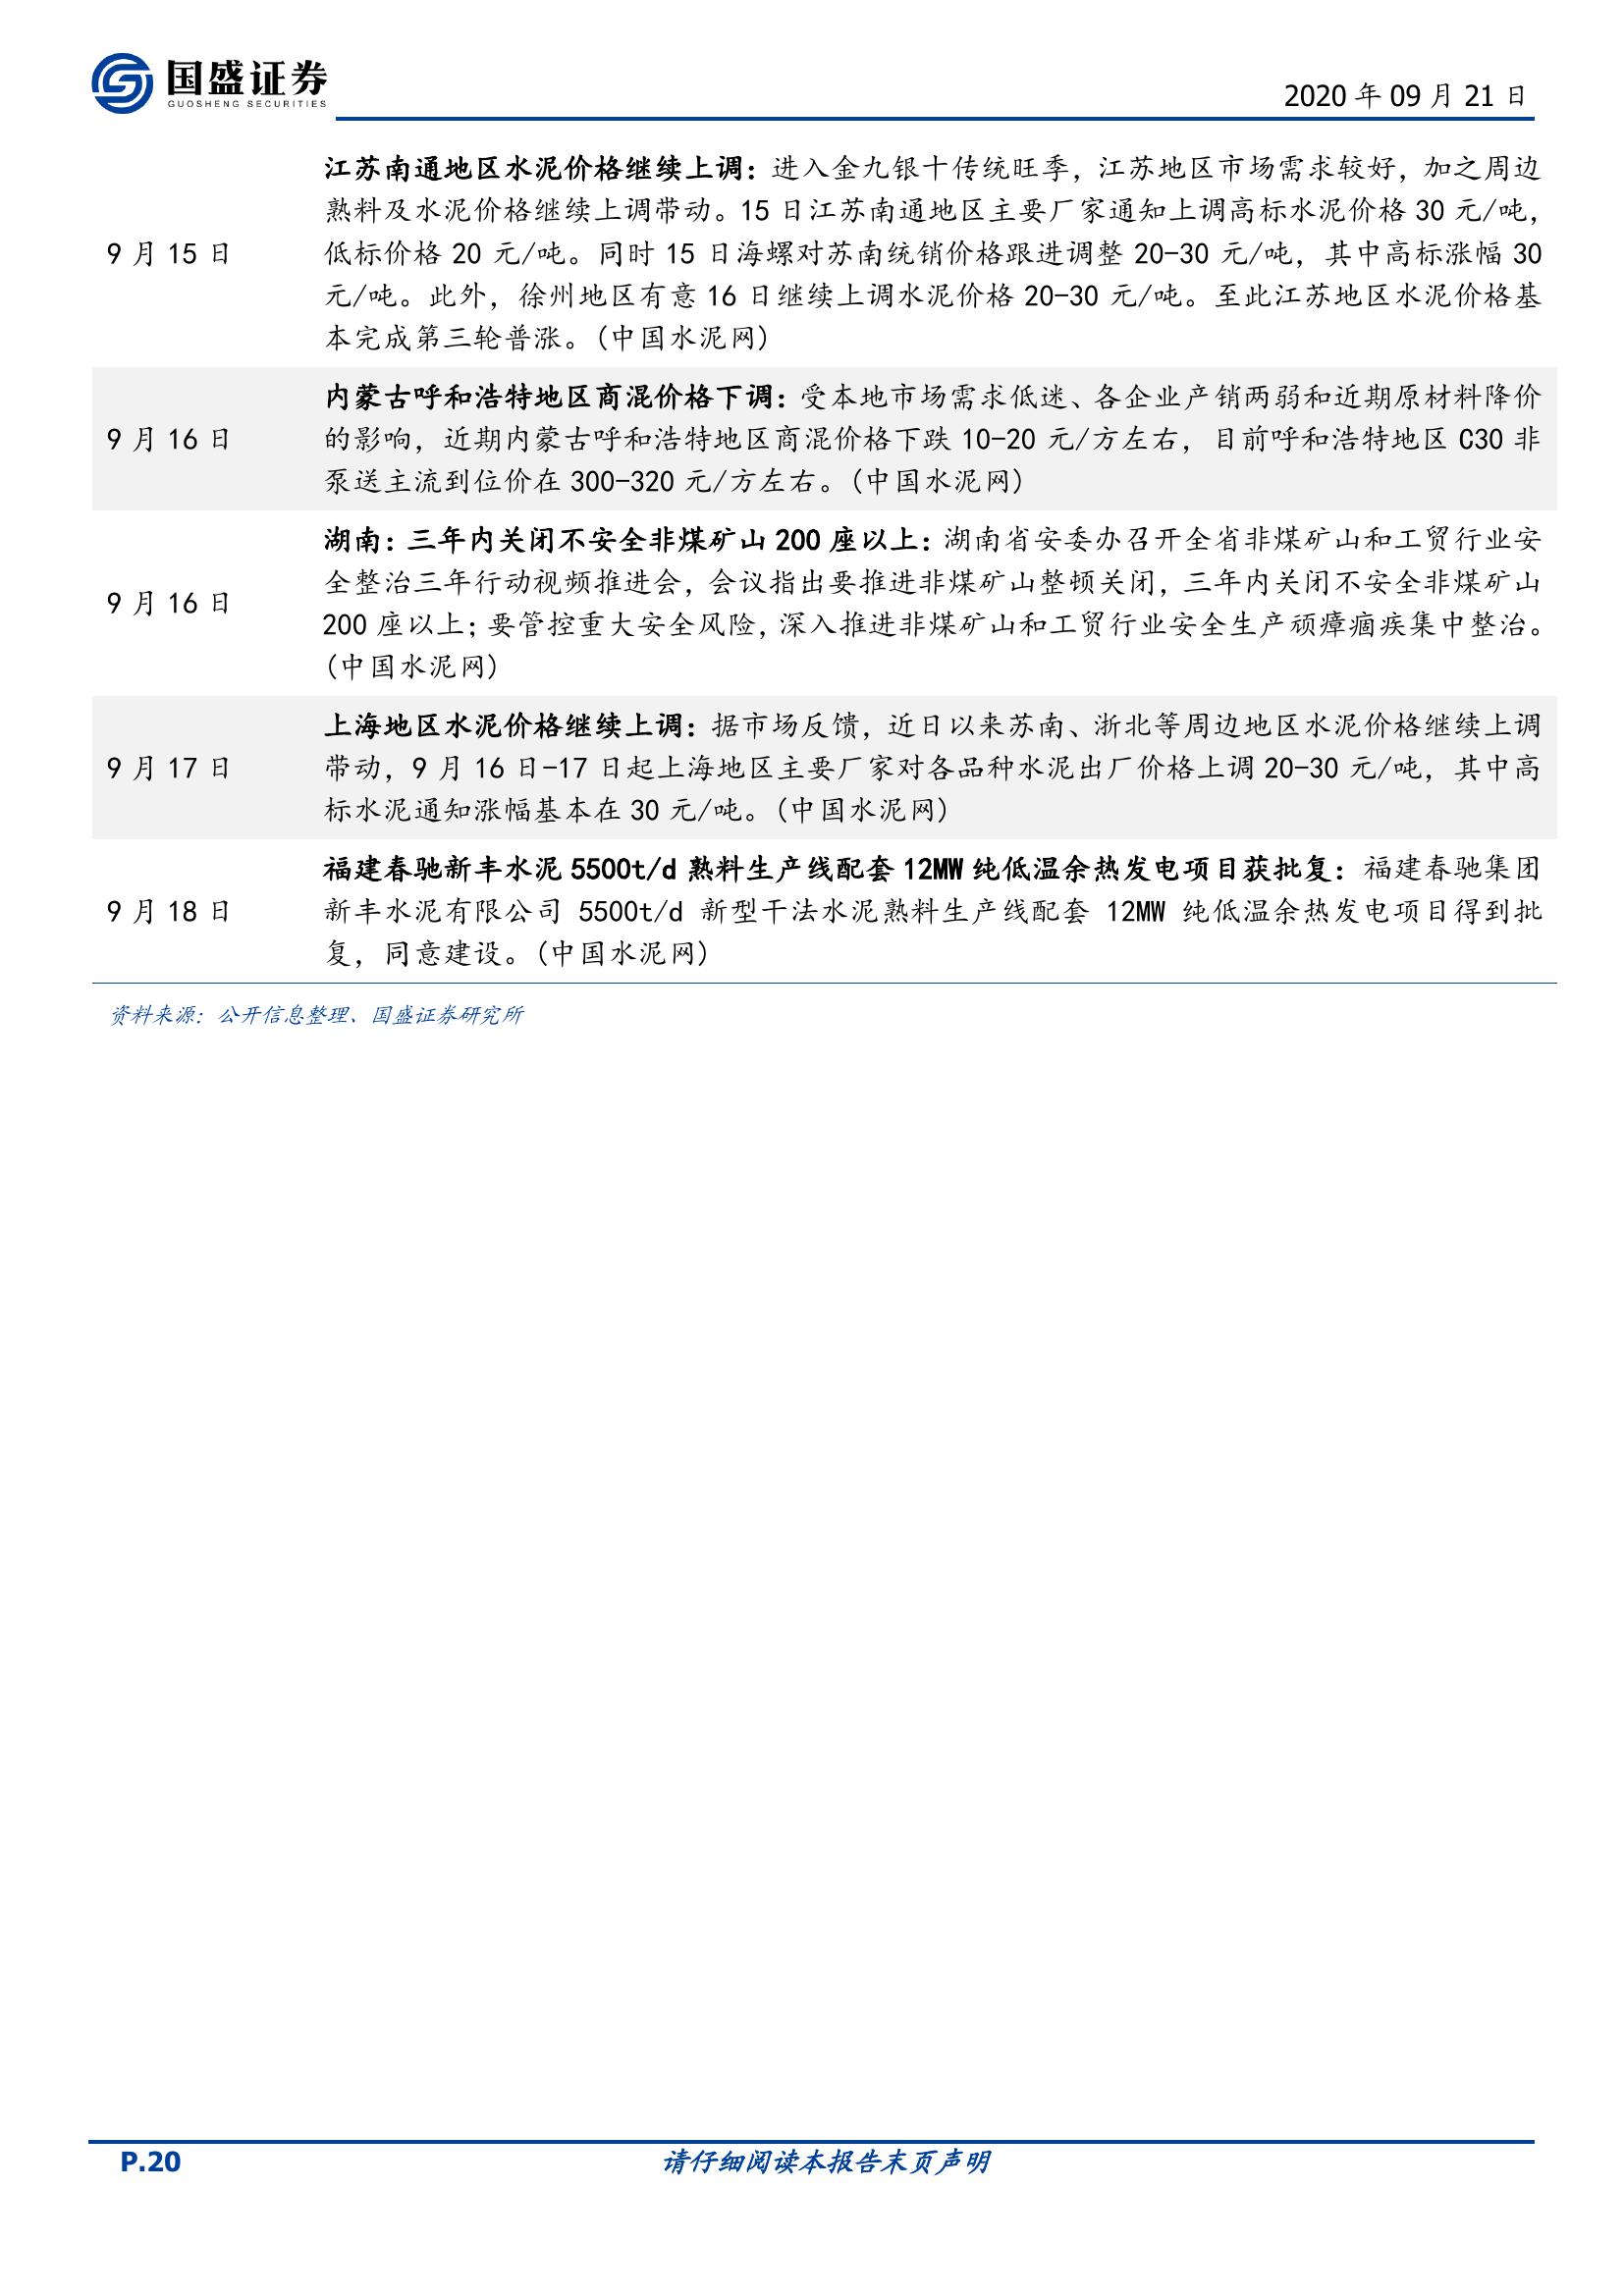 国盛证券
GUOSHENG SECURITIES
2020 年 09 月 21 日
9 月 15 日
江苏南通地区水泥价格继续上调：进入金九银十传统旺季，江苏地区市场需求较好，加之周边
熟料及水泥价格继续上调带动。15 日江苏南通地区主要厂家通知上调高标水泥价格 30 元/吨，
低标价格 20 元/吨。同时 15 日海螺对苏南统销价格跟进调整 20-30 元/吨，其中高标涨幅 30
元/吨。此外，徐州地区有意 16 日继续上调水泥价格 20-30 元/吨。至此江苏地区水泥价格基
本完成第三轮普涨。(中国水泥网)
9 月 16 日
内蒙古呼和浩特地区商混价格下调：受本地市场需求低迷、各企业产销两弱和近期原材料降价
的影响，近期内蒙古呼和浩特地区商混价格下跌 10-20 元/方左右，目前呼和浩特地区 C30 非
泵送主流到位价在 300-320 元/方左右。(中国水泥网)
9 月 16 日
湖南：三年内关闭不安全非煤矿山 200 座以上：湖南省安委办召开全省非煤矿山和工贸行业安
全整治三年行动视频推进会，会议指出要推进非煤矿山整顿关闭，三年内关闭不安全非煤矿山
200 座以上；要管控重大安全风险，深入推进非煤矿山和工贸行业安全生产顽瘴痼疾集中整治。
(中国水泥网)
9 月 17 日
上海地区水泥价格继续上调：据市场反馈，近日以来苏南、浙北等周边地区水泥价格继续上调
带动，9 月 16 日-17 日起上海地区主要厂家对各品种水泥出厂价格上调 20-30 元/吨，其中高
标水泥通知涨幅基本在 30 元/吨。(中国水泥网)
9 月 18 日
福建春驰新丰水泥 5500t/d 熟料生产线配套 12MW 纯低温余热发电项目获批复：福建春驰集团
新丰水泥有限公司 5500t/d 新型干法水泥熟料生产线配套 12MW 纯低温余热发电项目得到批
复，同意建设。(中国水泥网)
资料来源：公开信息整理、国盛证券研究所
P.20
请仔细阅读本报告末页声明